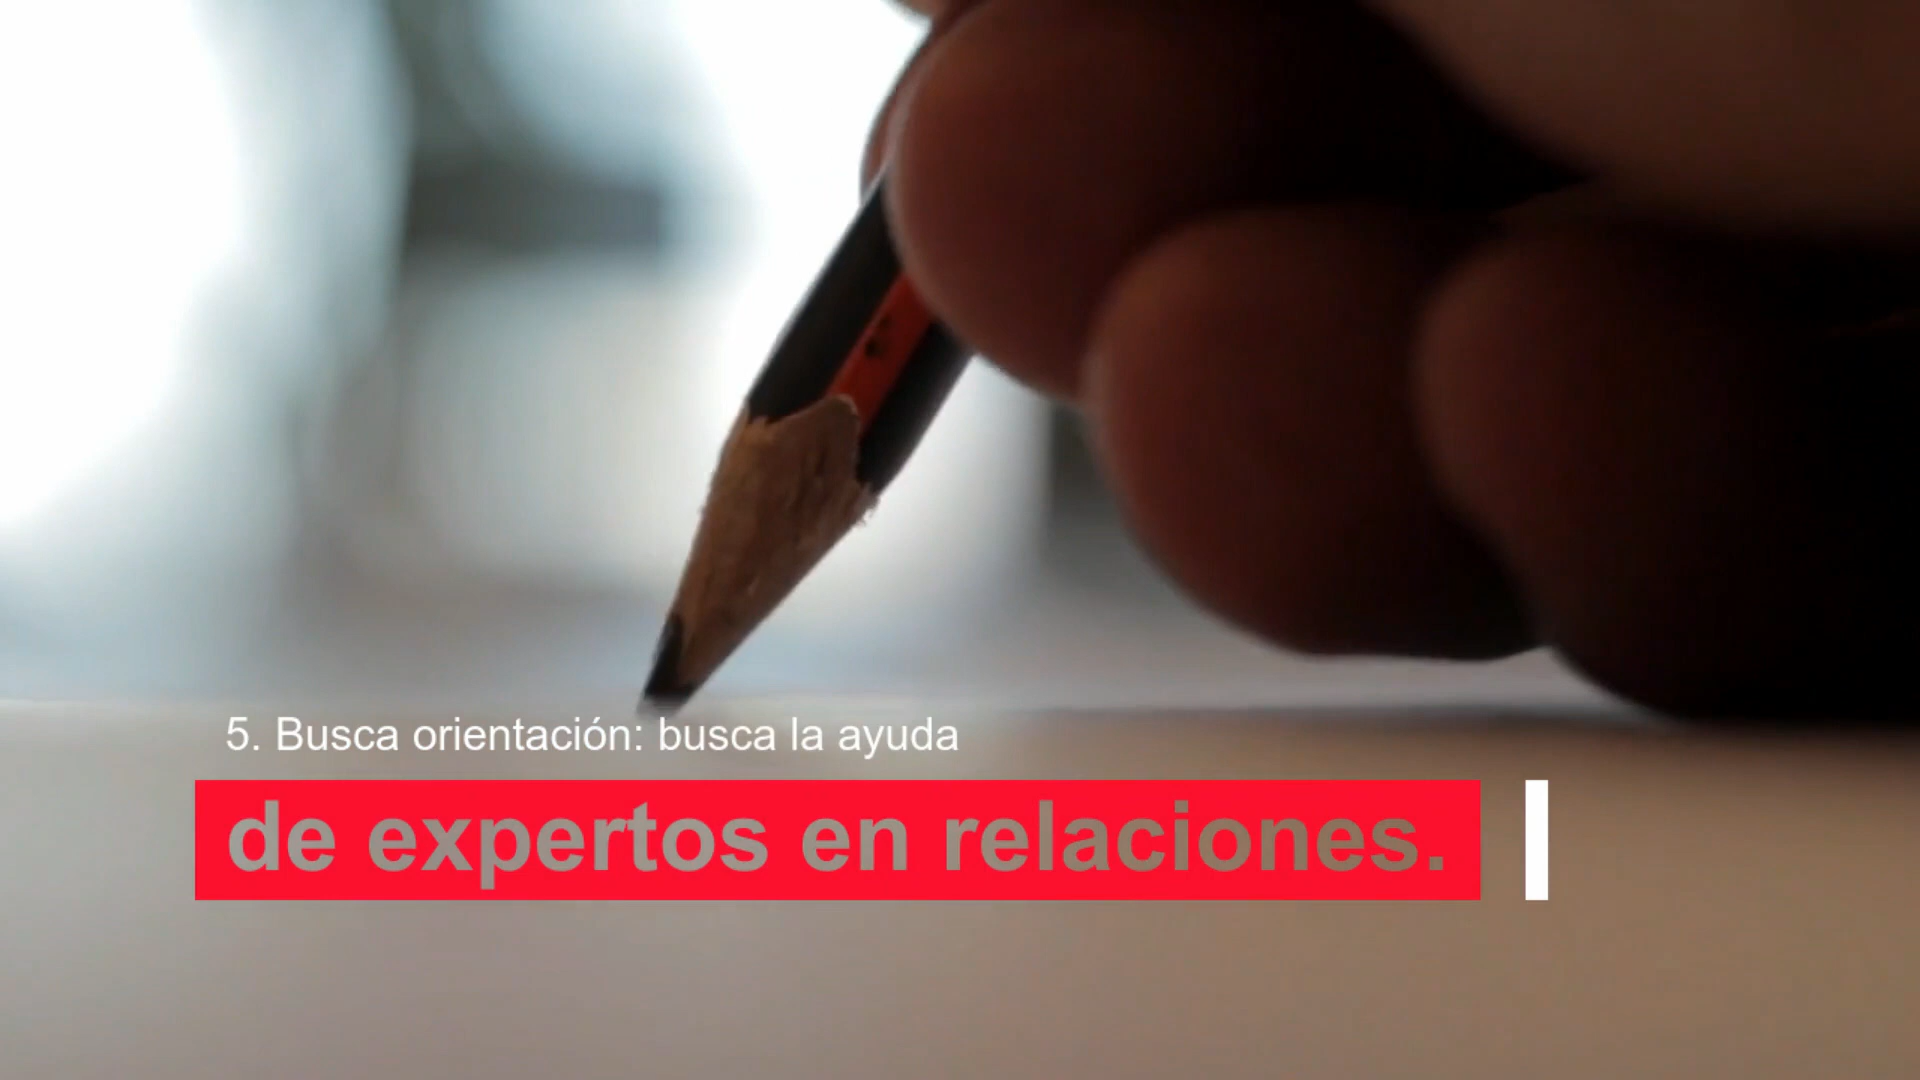 5. Busca orientación: busca la ayuda
de expertos en relaciones.